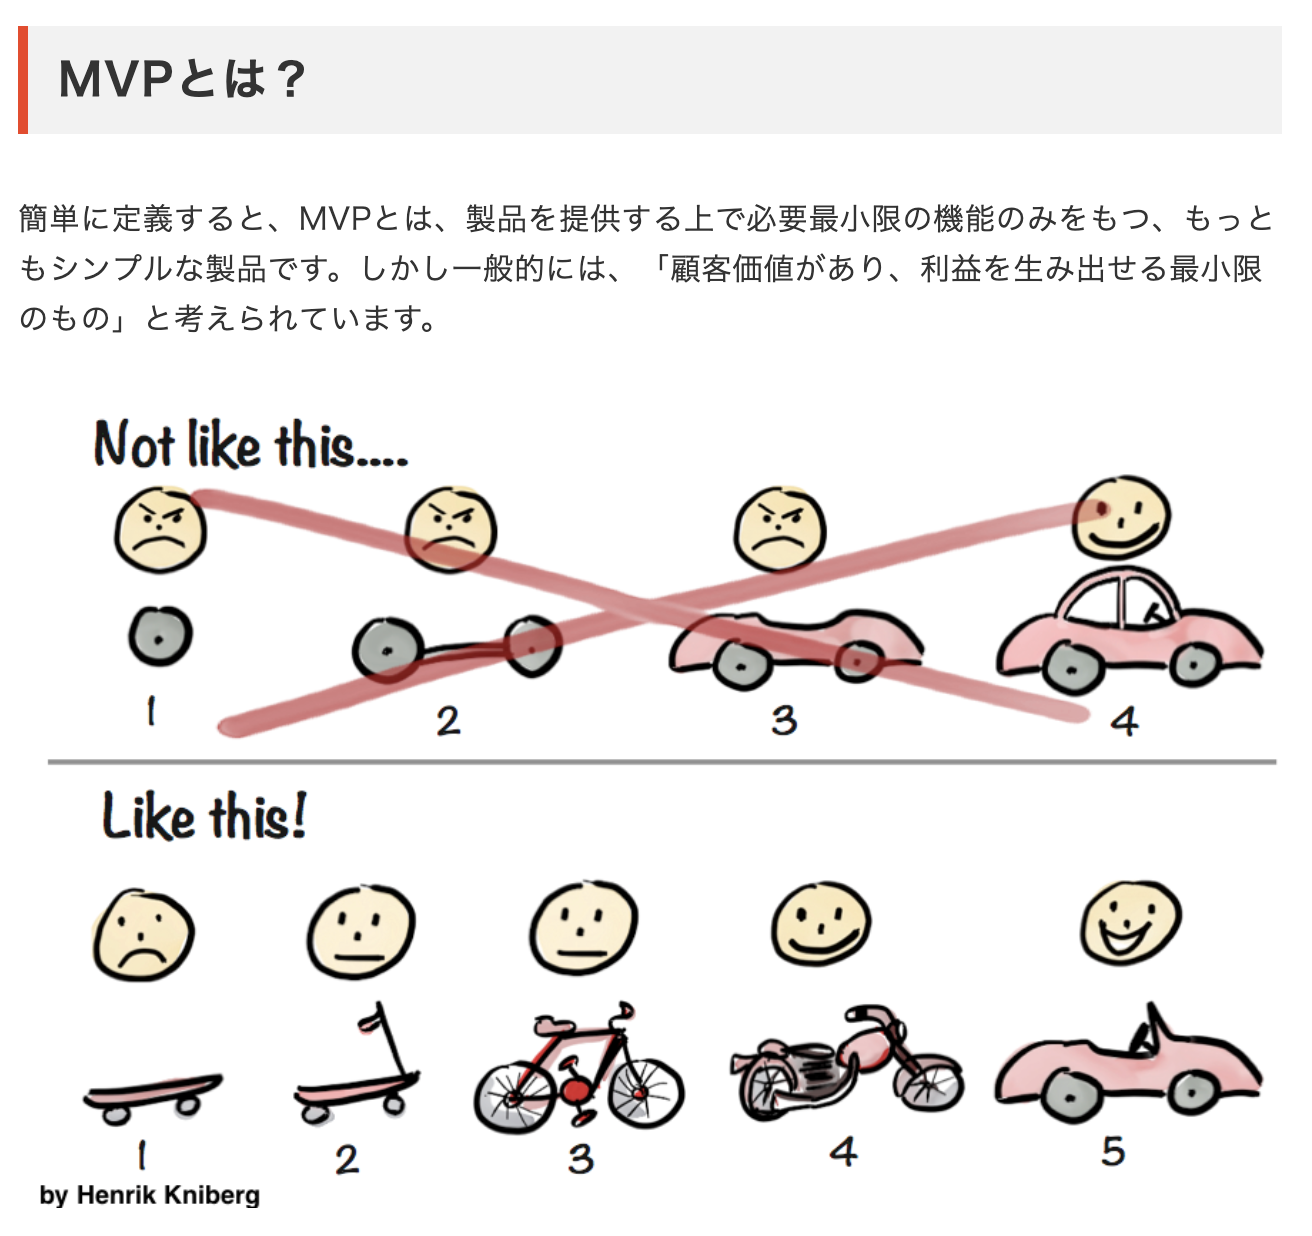 MVPとは？
簡単に定義すると、MVPとは、製品を提供する上で必要最小限の機能のみをもつ、もっと
もシンプルな製品です。しかし一般的には、「顧客価値があり、利益を生み出せる最小限
のもの」と考えられています。
Not like this....
1 2 3 4
Like this!
1 2 3 4 5
by Henrik Kniberg